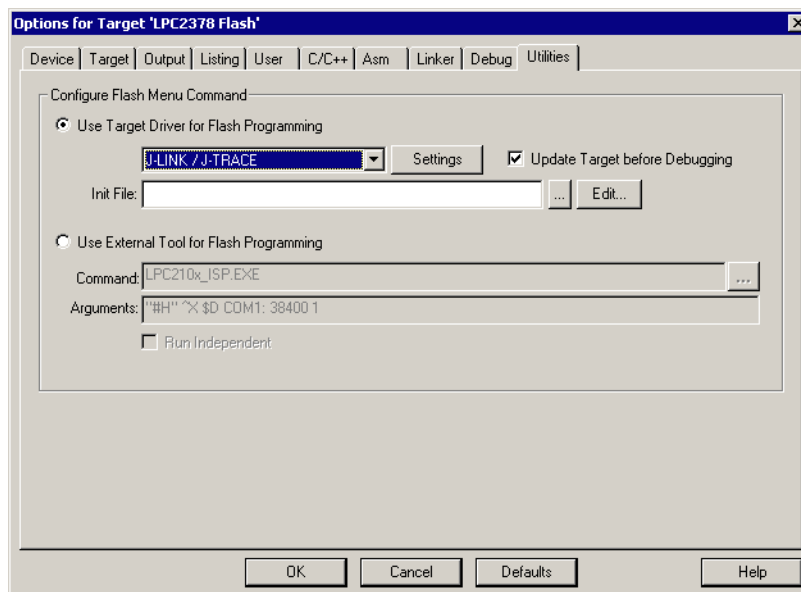 Options for Target 'LPC2378 Flash'
Device Target Output Listing User C/C++ Asm Linker Debug Utilities
Configure Flash Menu Command
Use Target Driver for Flash Programming
J-LINK / J-TRACE Settings Update Target before Debugging
Init File: ... Edit...
Use External Tool for Flash Programming
Command: LPC210x_ISP.EXE ...
Arguments: "#H" ^X $D COM1: 38400 1
Run Independent
OK Cancel Defaults Help